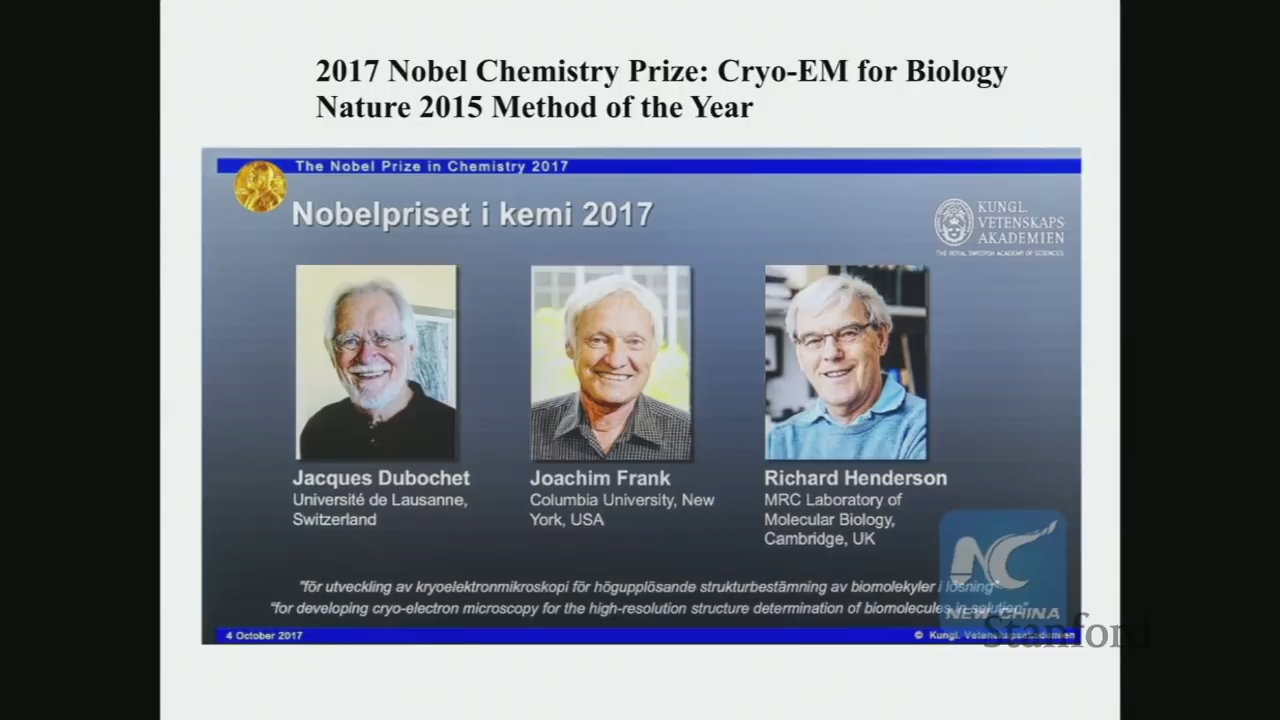 2017 Nobel Chemistry Prize: Cryo-EM for Biology
Nature 2015 Method of the Year
The Nobel Prize in Chemistry 2017
Nobelpriset i kemi 2017
KUNGL.
VETENSKAPS-
AKADEMIEN
THE ROYAL SWEDISH ACADEMY OF SCIENCES
Jacques Dubochet
Université de Lausanne,
Switzerland
Joachim Frank
Columbia University, New
York, USA
Richard Henderson
MRC Laboratory of
Molecular Biology,
Cambridge, UK
"för utveckling av kryoelektronmikroskopi för högupplösande strukturbestämning av biomolekyler i lösning"
"for developing cryo-electron microscopy for the high-resolution structure determination of biomolecules in solution"
NC
NEW CHINA
Stanford
4 October 2017
© Kungl. Vetenskapsakademien